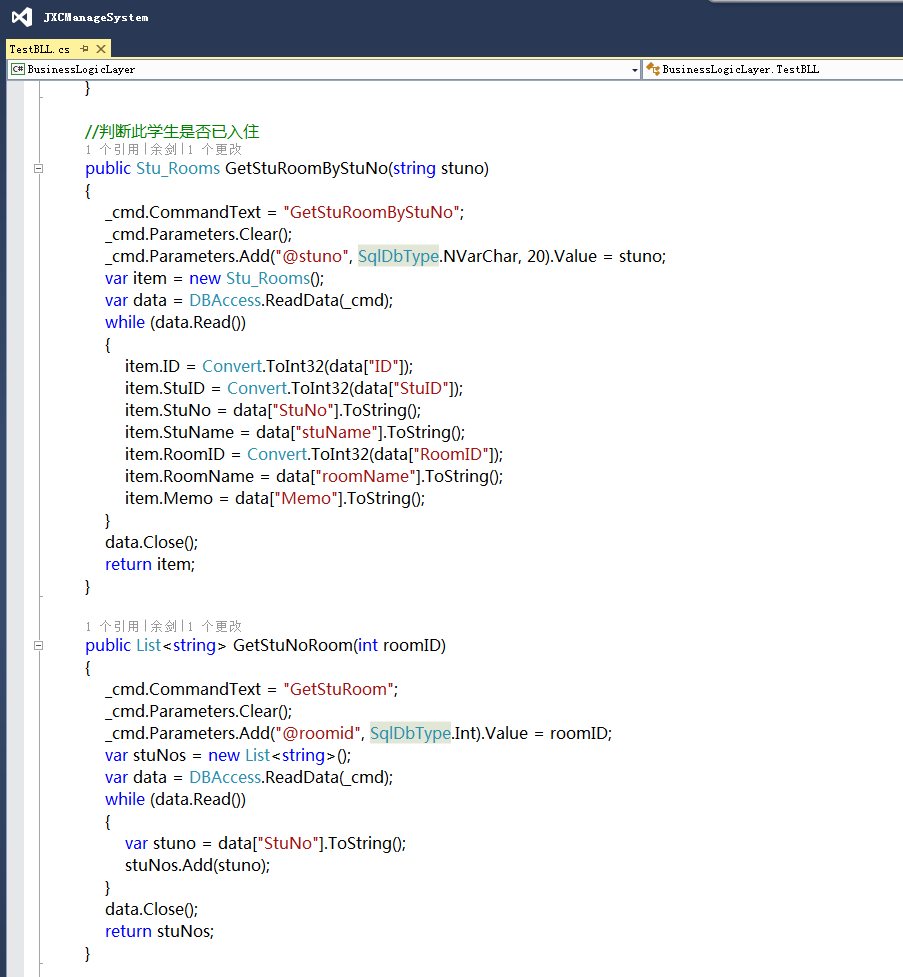 JXCManageSystem
TestBLL.cs
C# BusinessLogicLayer
BusinessLogicLayer.TestBLL
}
//判断此学生是否已入住
1 个引用|余剑|1 个更改
public Stu_Rooms GetStuRoomByStuNo(string stuno)
{
_cmd.CommandText = "GetStuRoomByStuNo";
_cmd.Parameters.Clear();
_cmd.Parameters.Add("@stuno", SqlDbType.NVarChar, 20).Value = stuno;
var item = new Stu_Rooms();
var data = DBAccess.ReadData(_cmd);
while (data.Read())
{
item.ID = Convert.ToInt32(data["ID"]);
item.StuID = Convert.ToInt32(data["StuID"]);
item.StuNo = data["StuNo"].ToString();
item.StuName = data["stuName"].ToString();
item.RoomID = Convert.ToInt32(data["RoomID"]);
item.RoomName = data["roomName"].ToString();
item.Memo = data["Memo"].ToString();
}
data.Close();
return item;
}
1 个引用|余剑|1 个更改
public List<string> GetStuNoRoom(int roomID)
{
_cmd.CommandText = "GetStuRoom";
_cmd.Parameters.Clear();
_cmd.Parameters.Add("@roomid", SqlDbType.Int).Value = roomID;
var stuNos = new List<string>();
var data = DBAccess.ReadData(_cmd);
while (data.Read())
{
var stuno = data["StuNo"].ToString();
stuNos.Add(stuno);
}
data.Close();
return stuNos;
}